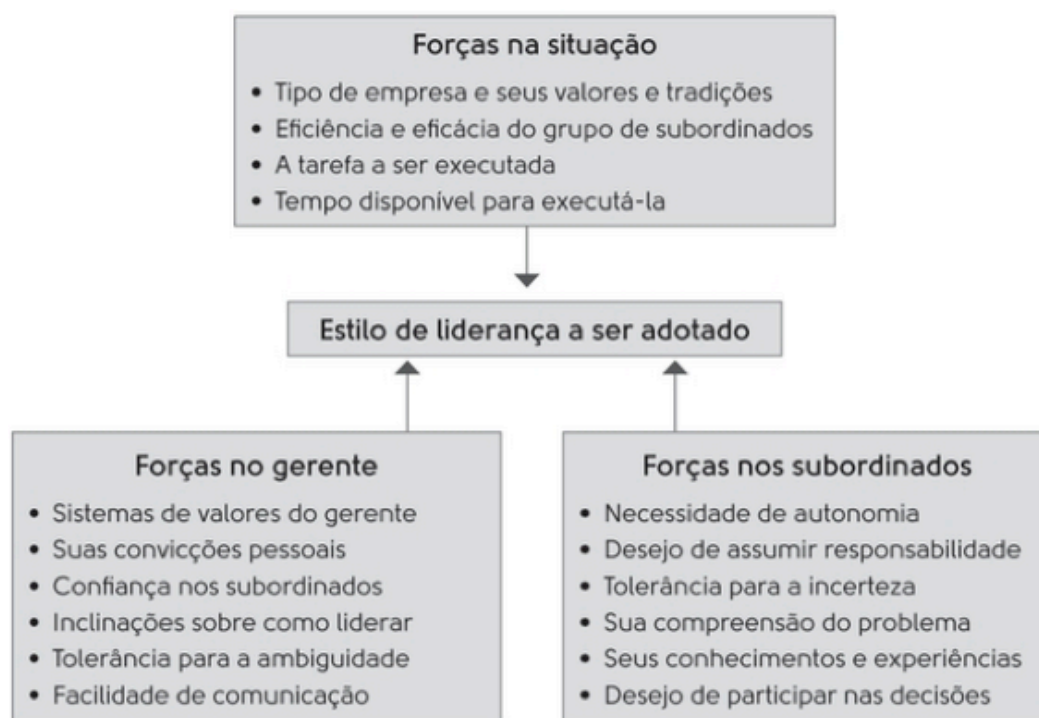 Forças na situação
• Tipo de empresa e seus valores e tradições
• Eficiência e eficácia do grupo de subordinados
• A tarefa a ser executada
• Tempo disponível para executá-la
Estilo de liderança a ser adotado
Forças no gerente
• Sistemas de valores do gerente
• Suas convicções pessoais
• Confiança nos subordinados
• Inclinações sobre como liderar
• Tolerância para a ambiguidade
• Facilidade de comunicação
Forças nos subordinados
• Necessidade de autonomia
• Desejo de assumir responsabilidade
• Tolerância para a incerteza
• Sua compreensão do problema
• Seus conhecimentos e experiências
• Desejo de participar nas decisões